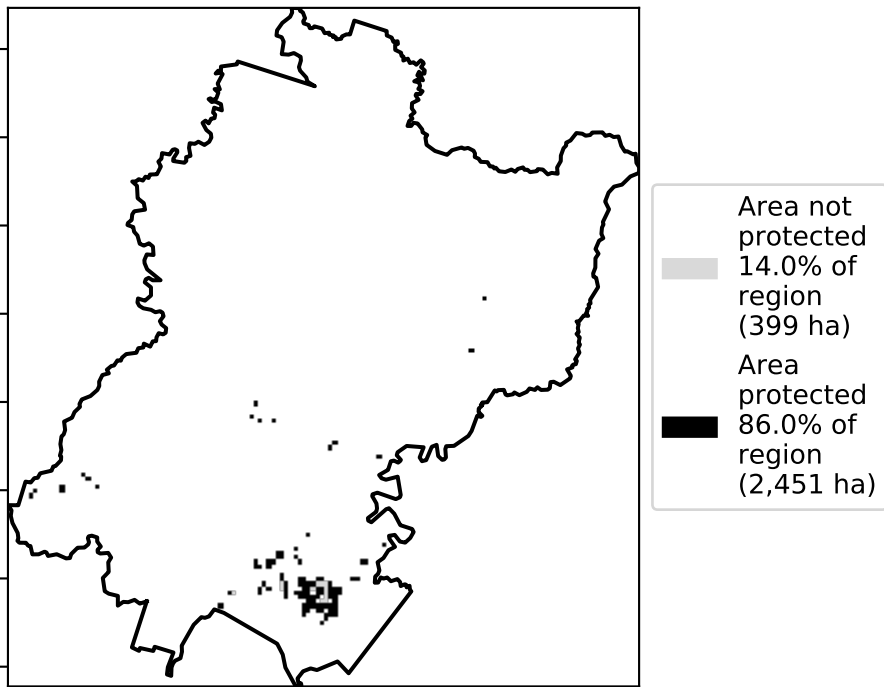 Area not
protected
14.0% of
region
(399 ha)
Area
protected
86.0% of
region
(2,451 ha)